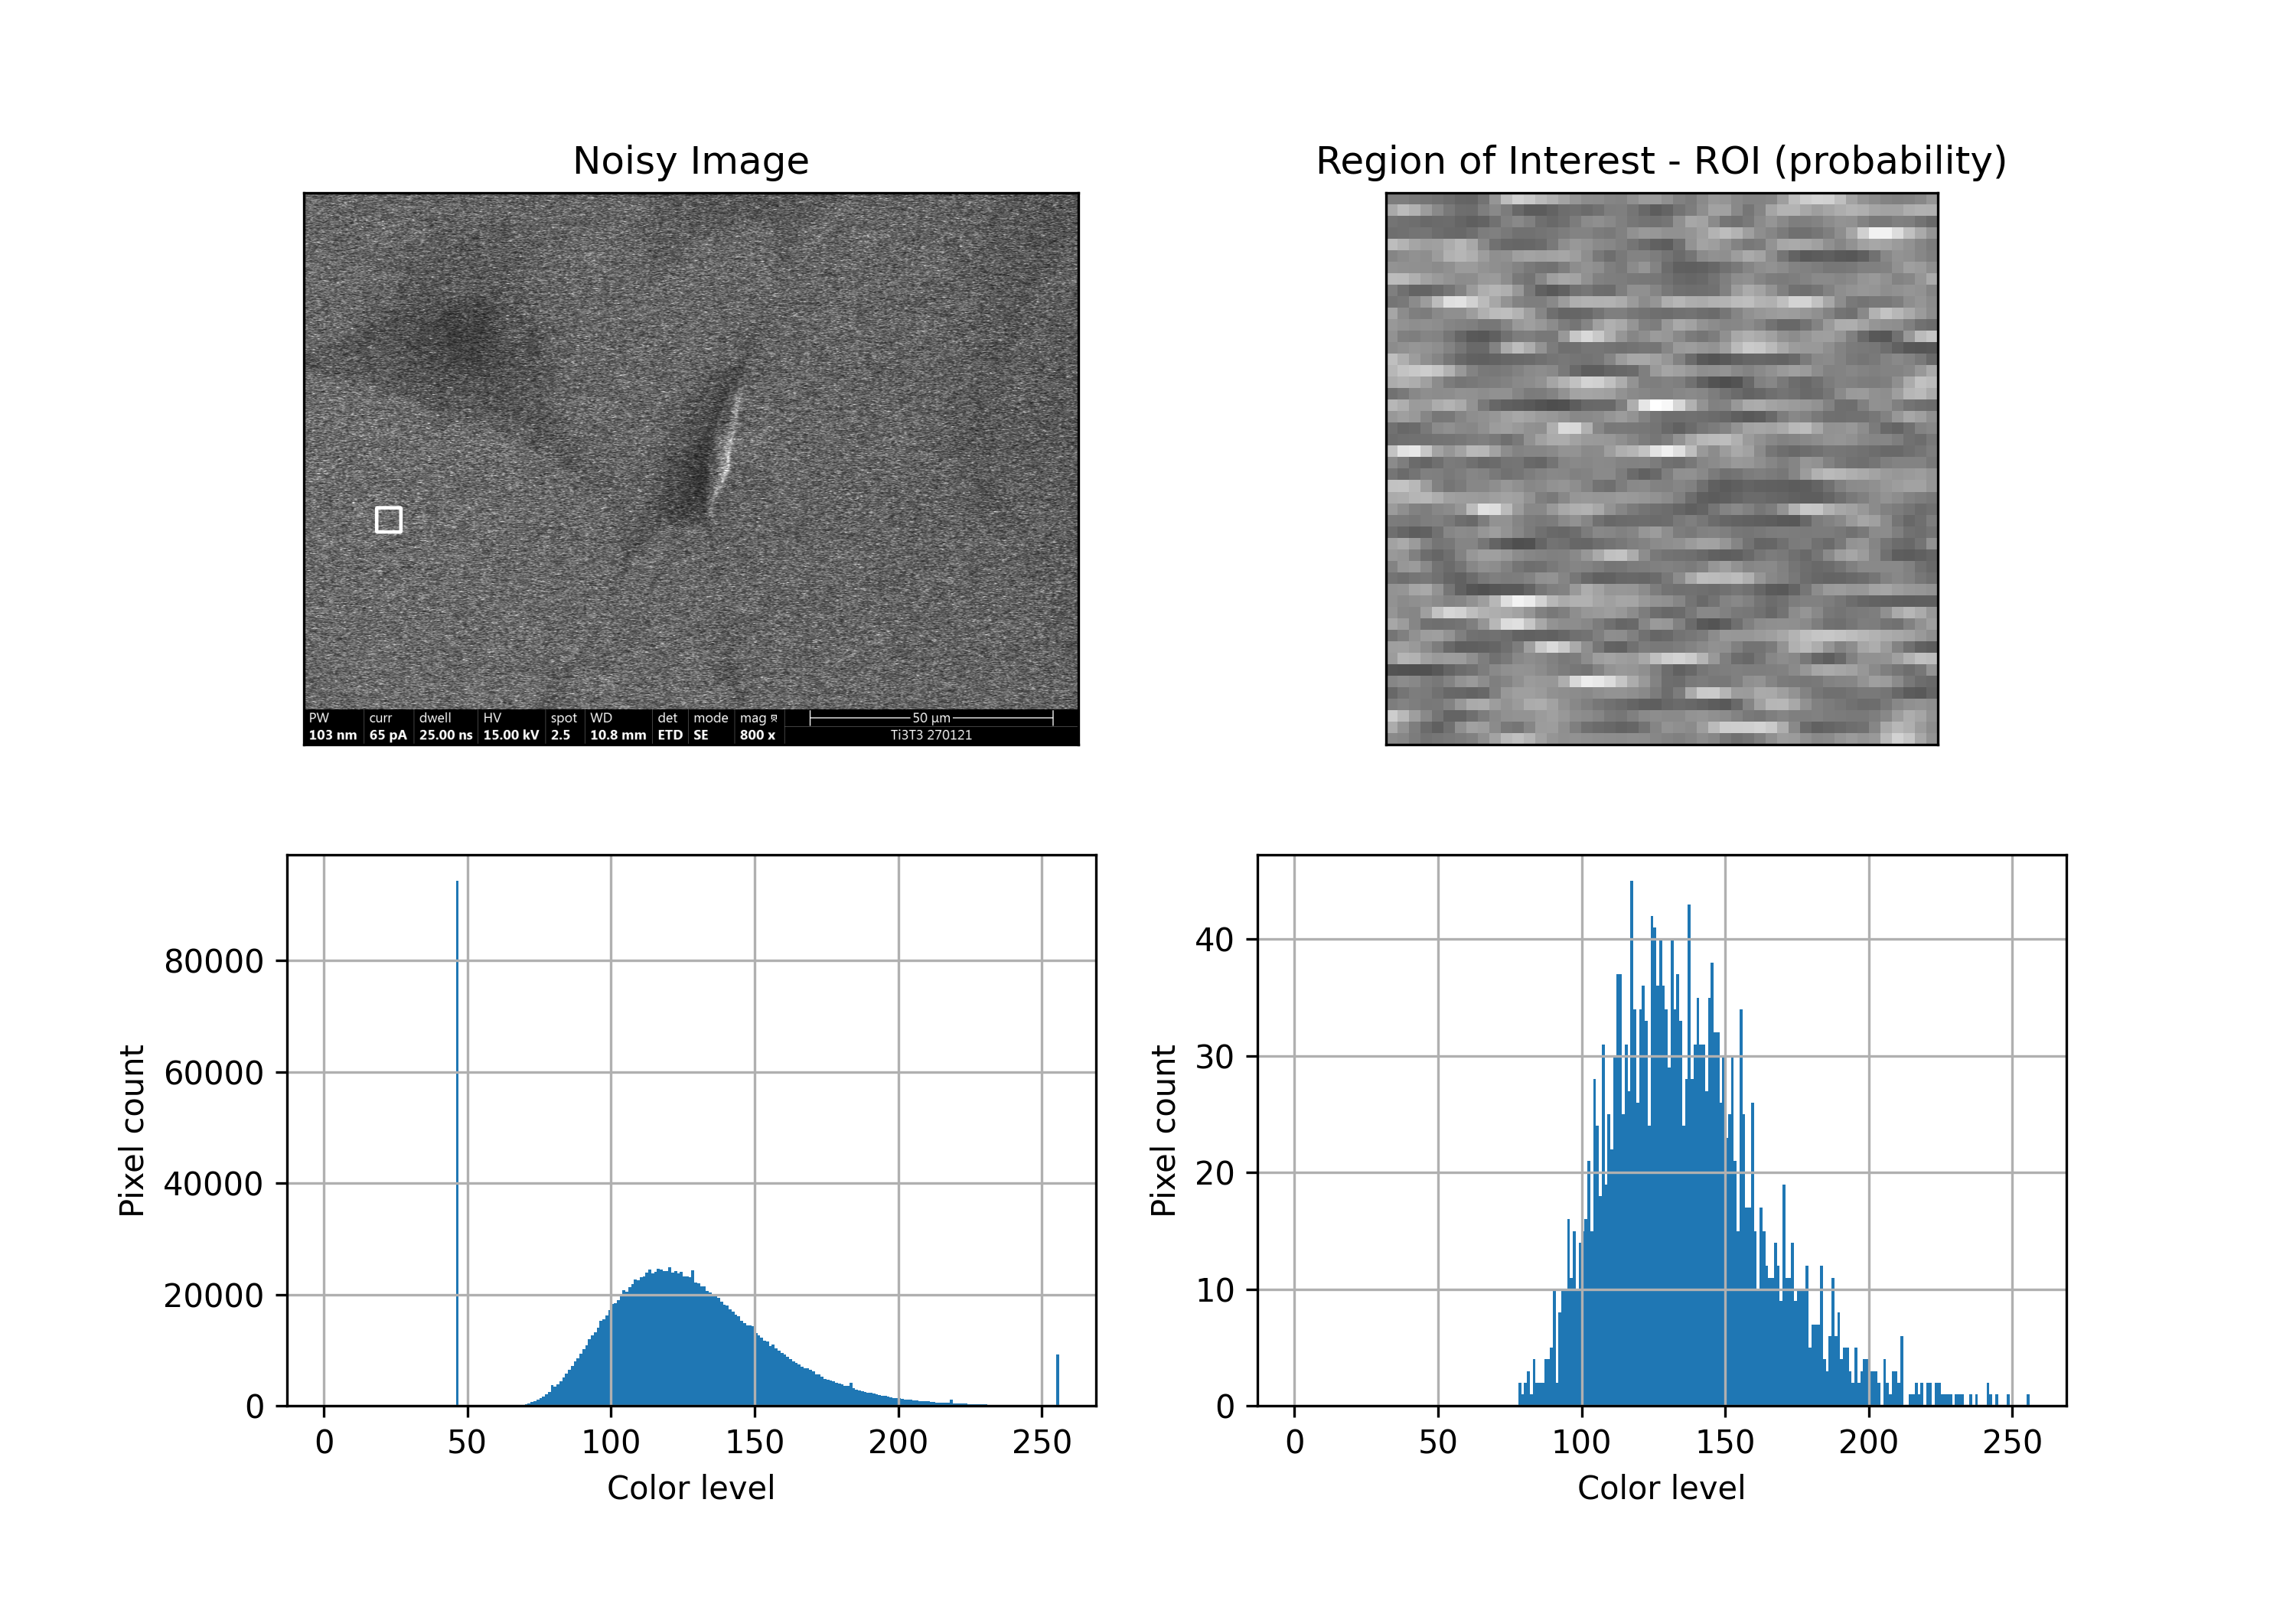 Noisy Image
Region of Interest - ROI (probability)
PW curr dwell HV spot WD det mode mag 50 µm
103 nm 65 pA 25.00 ns 15.00 kV 2.5 10.8 mm ETD SE 800 x Ti3T3 270121
80000
60000
40000
20000
0
Pixel count
0 50 100 150 200 250
Color level
40
30
20
10
0
Pixel count
0 50 100 150 200 250
Color level